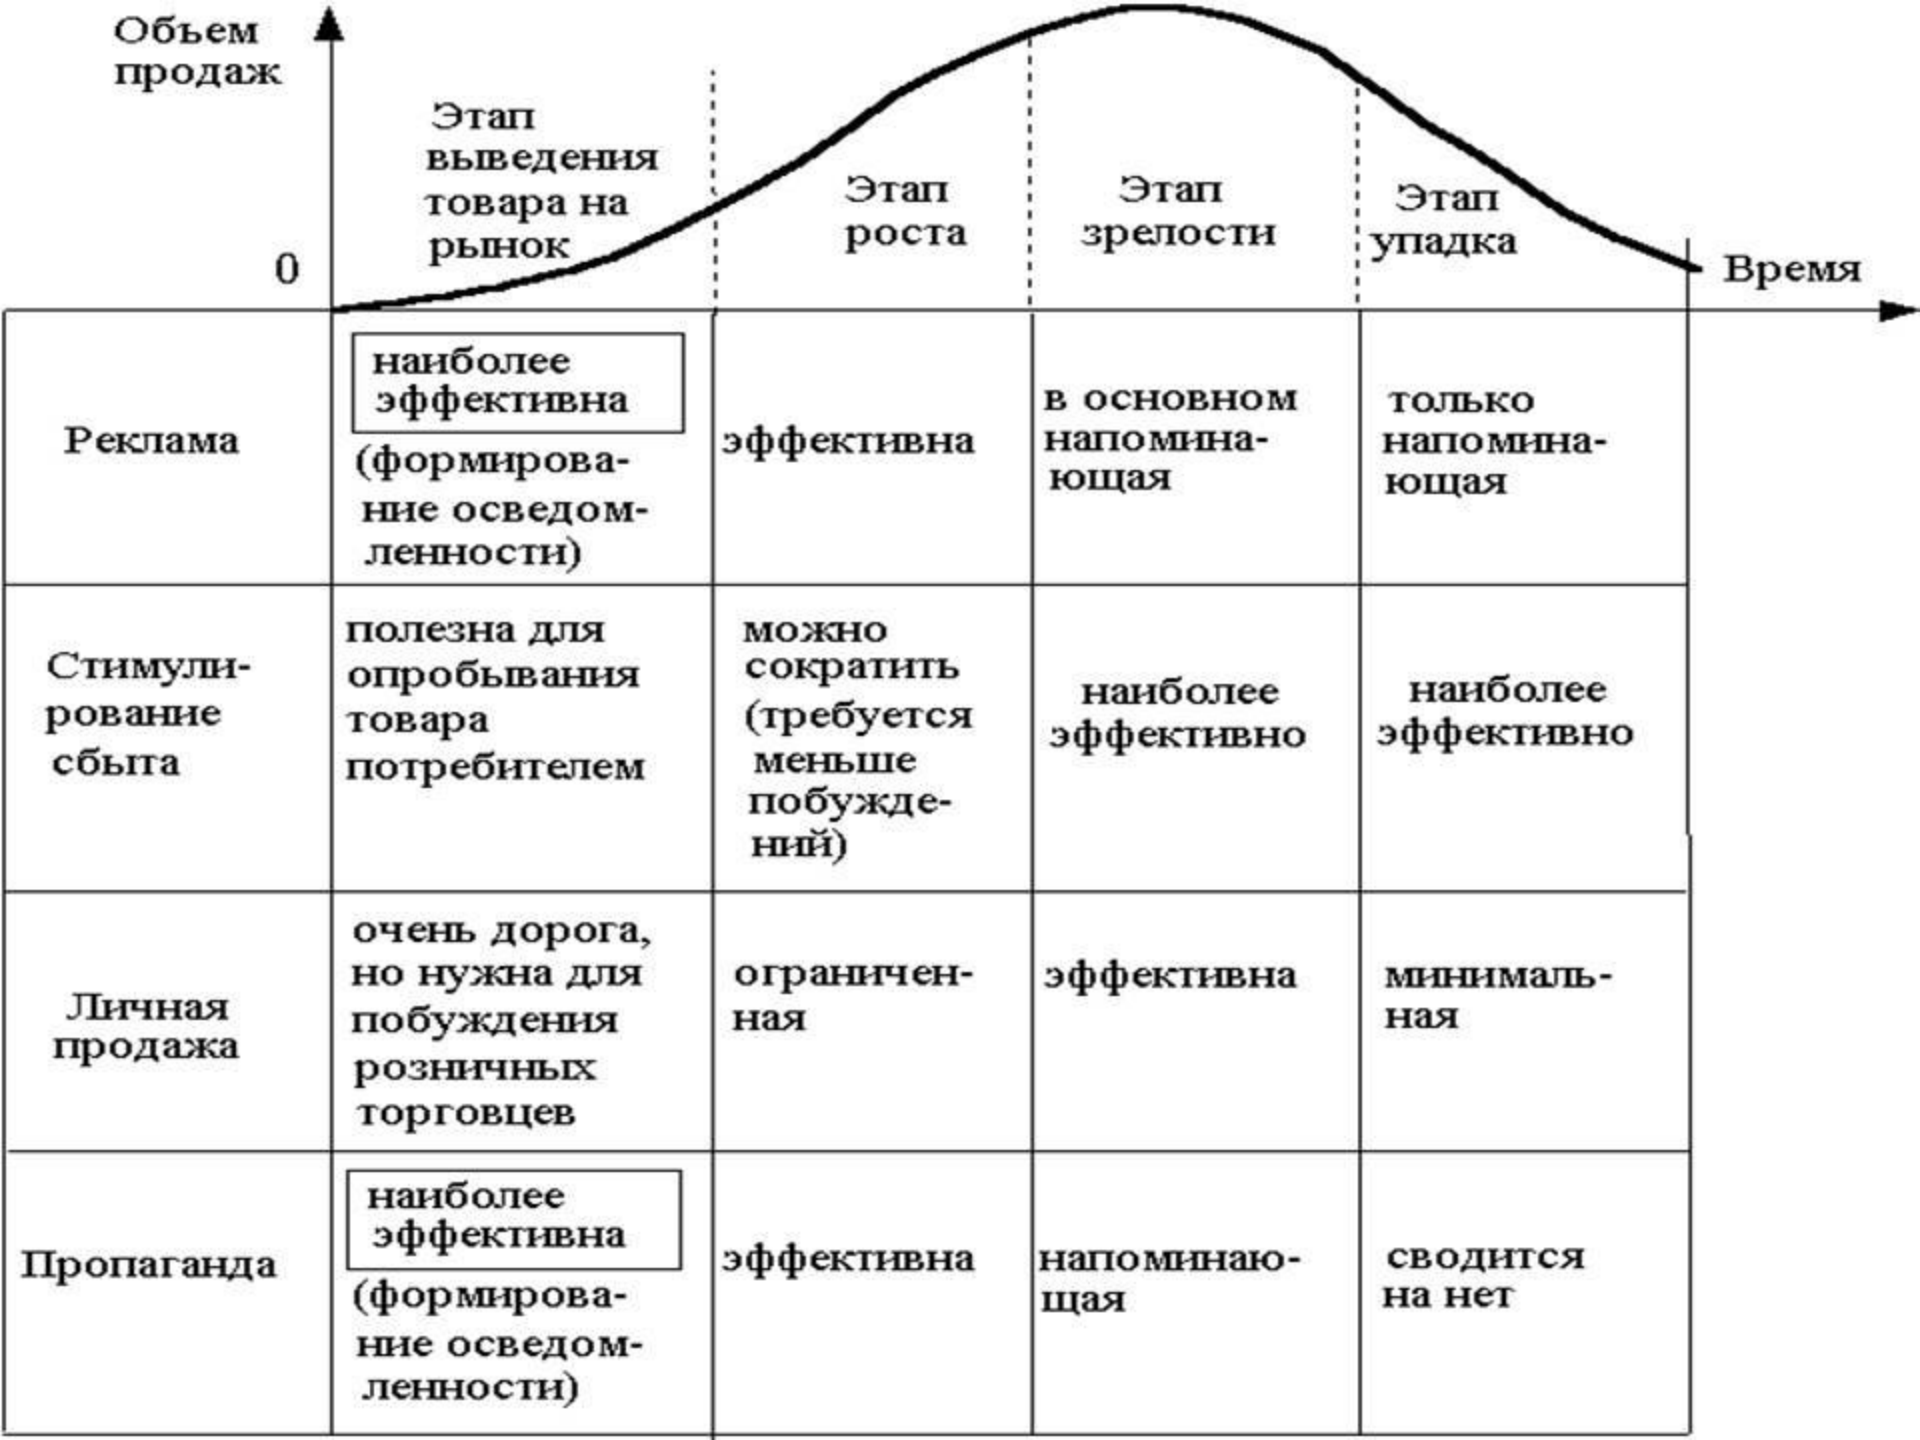 Объем
продаж
Этап
выведения
товара на
рынок
Этап
роста
Этап
зрелости
Этап
упадка
0
Время
Реклама
наиболее
эффективна
(формирова-
ние осведом-
ленности)
эффективна
в основном
напомина-
ющая
только
напомина-
ющая
Стимули-
рование
сбыта
полезна для
опробывания
товара
потребителем
можно
сократить
(требуется
меньше
побужде-
ний)
наиболее
эффективно
наиболее
эффективно
Личная
продажа
очень дорога,
но нужна для
побуждения
розничных
торговцев
ограничен-
ная
эффективна
минималь-
ная
Пропаганда
наиболее
эффективна
(формирова-
ние осведом-
ленности)
эффективна
напоминаю-
щая
сводится
на нет